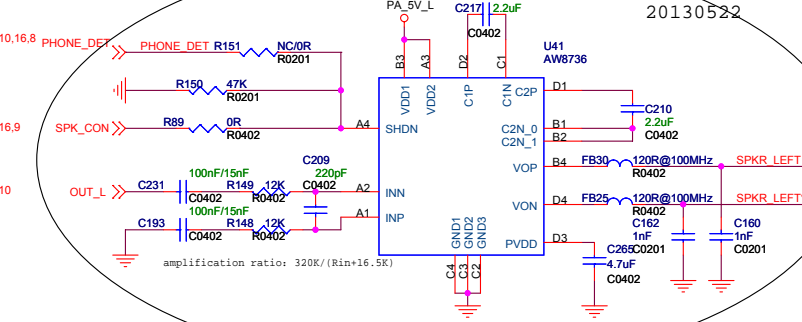 PA_5V_L
C217 2.2uF
C0402
20130522
10,16,8 PHONE_DET PHONE_DET R151 NC/0R
R0201
U41
AW8736
B3 A3 D2 C1
VDD1 VDD2 C1P C1N C2P D1
R150 47K
R0201
C210
2.2uF
C0402
16,9 SPK_CON R89 0R
R0402
A4 SHDN
C2N_0 B1
C2N_1 B2
VOP B4 FB30 120R@100MHz SPKR_LEFT
R0402
C209
220pF
C0402
100nF/15nF
10 OUT_L C231 R149 12K A2 INN
C0402 R0402
VON D4 FB25 120R@100MHz SPKR_LEFT
R0402
100nF/15nF
C193 R148 12K A1 INP
C0402 R0402
GND1 GND2 GND3
PVDD D3
C162
1nF
C0201
C160
1nF
C0201
C265
4.7uF
C0402
C4 C3 C2
amplification ratio: 320K/(Rin+16.5K)